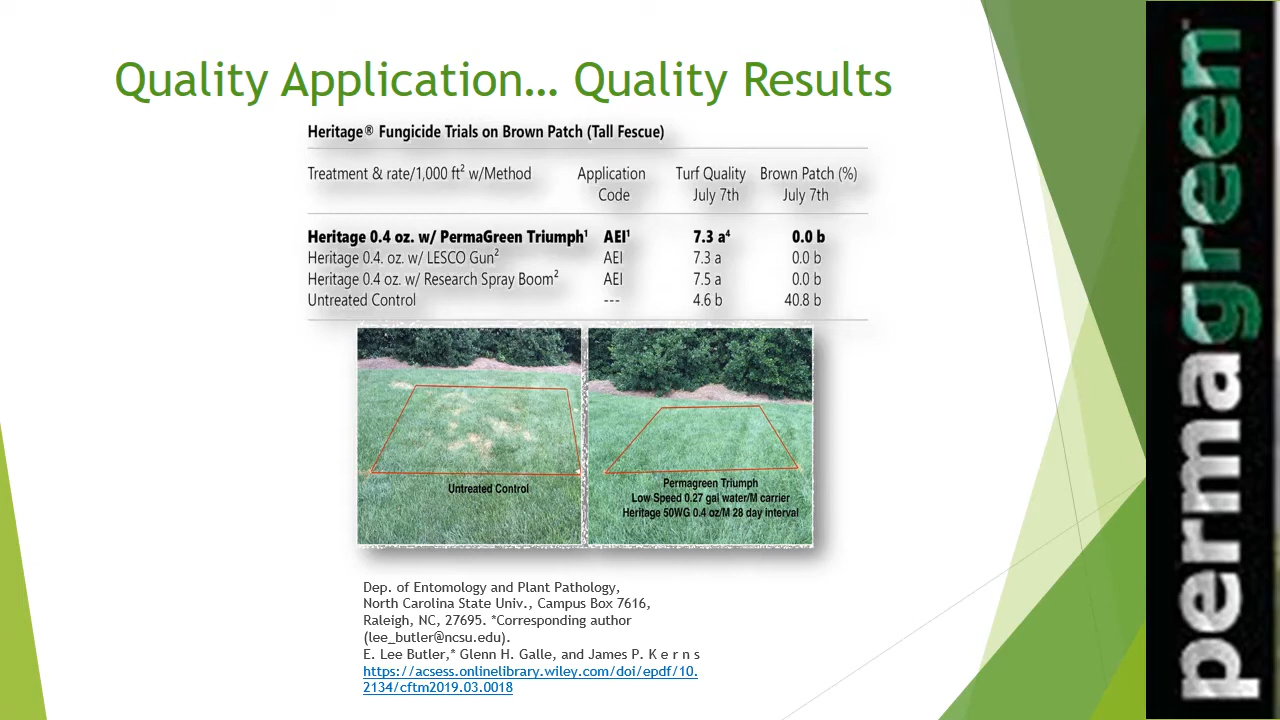 Quality Application… Quality Results
Heritage® Fungicide Trials on Brown Patch (Tall Fescue)
Treatment & rate/1,000 ft² w/Method Application Turf Quality Brown Patch (%)
Code July 7th July 7th
Heritage 0.4 oz. w/ PermaGreen Triumph¹ AEI¹ 7.3 a⁴ 0.0 b
Heritage 0.4. oz. w/ LESCO Gun² AEI 7.3 a 0.0 b
Heritage 0.4 oz. w/ Research Spray Boom² AEI 7.5 a 0.0 b
Untreated Control --- 4.6 b 40.8 b
Untreated Control
Permagreen Triumph
Low Speed 0.27 gal water/M carrier
Heritage 50WG 0.4 oz/M 28 day interval
Dep. of Entomology and Plant Pathology,
North Carolina State Univ., Campus Box 7616,
Raleigh, NC, 27695. *Corresponding author
(lee_butler@ncsu.edu).
E. Lee Butler,* Glenn H. Galle, and James P. K e r n s
https://acsess.onlinelibrary.wiley.com/doi/epdf/10.
2134/cftm2019.03.0018
permagreen